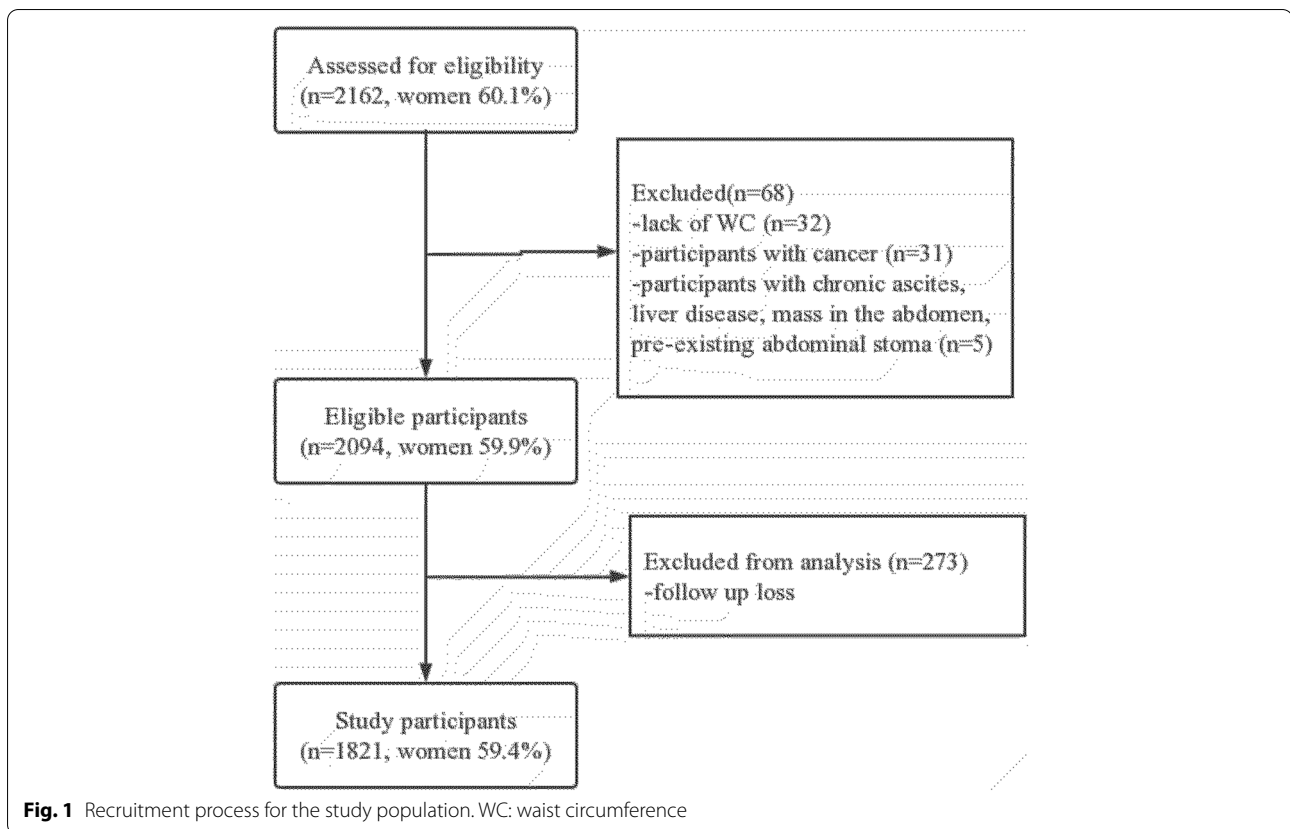 Assessed for eligibility
(n=2162, women 60.1%)
Excluded(n=68)
-lack of WC (n=32)
-participants with cancer (n=31)
-participants with chronic ascites,
liver disease, mass in the abdomen,
pre-existing abdominal stoma (n=5)
Eligible participants
(n=2094, women 59.9%)
Excluded from analysis (n=273)
-follow up loss
Study participants
(n=1821, women 59.4%)
Fig. 1 Recruitment process for the study population. WC: waist circumference